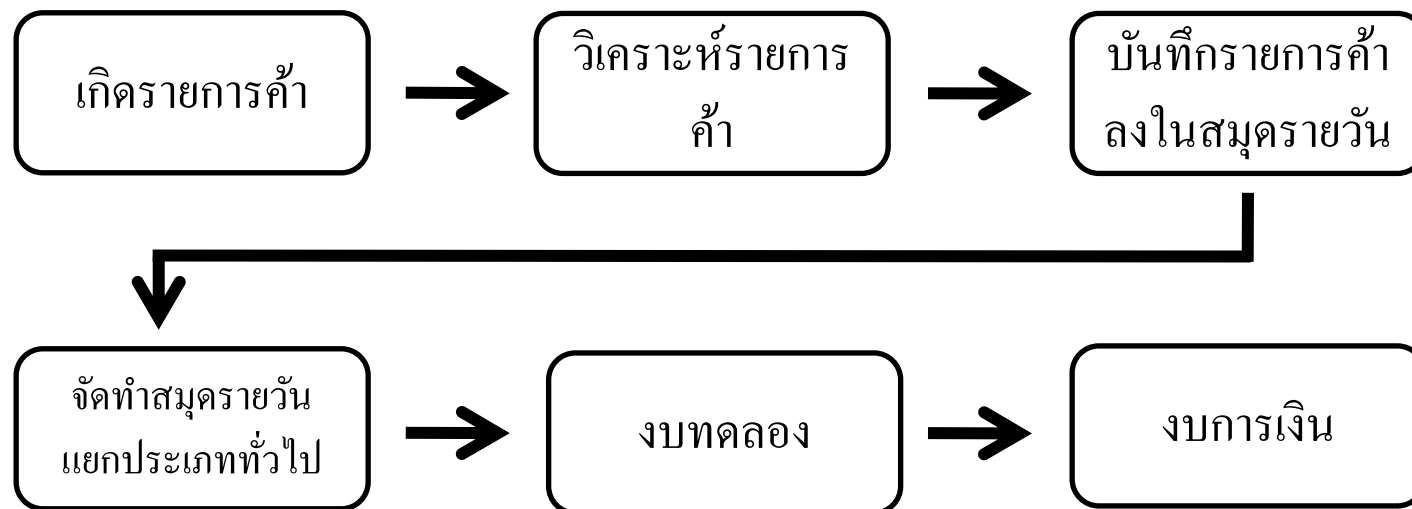 เกิดรายการค้า
วิเคราะห์รายการ
ค้า
บันทึกรายการค้า
ลงในสมุดรายวัน
จัดทำสมุดรายวัน
แยกประเภททั่วไป
งบทดลอง
งบการเงิน